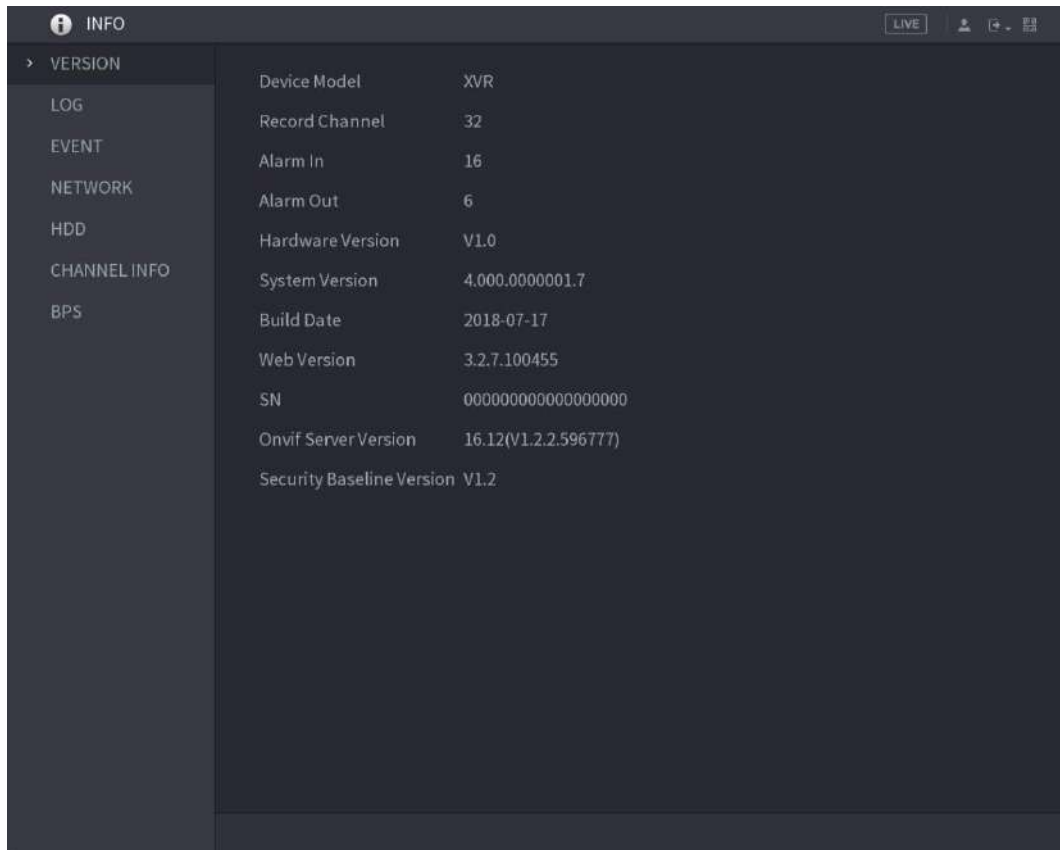 INFO
LIVE
VERSION
LOG
EVENT
NETWORK
HDD
CHANNEL INFO
BPS
Device Model XVR
Record Channel 32
Alarm In 16
Alarm Out 6
Hardware Version V1.0
System Version 4.000.0000001.7
Build Date 2018-07-17
Web Version 3.2.7.100455
SN 000000000000000000
Onvif Server Version 16.12(V1.2.2.596777)
Security Baseline Version V1.2